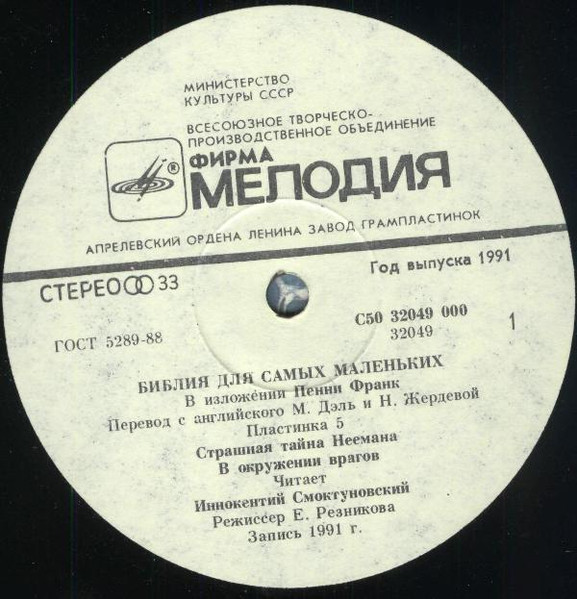 МИНИСТЕРСТВО
КУЛЬТУРЫ СССР
ВСЕСОЮЗНОЕ ТВОРЧЕСКО-
ПРОИЗВОДСТВЕННОЕ ОБЪЕДИНЕНИЕ
®
ФИРМА
МЕЛОДИЯ
АПРЕЛЕВСКИЙ ОРДЕНА ЛЕНИНА ЗАВОД ГРАМПЛАСТИНОК
СТЕРЕО 33
Год выпуска 1991
ГОСТ 5289-88
С50 32049 000
32049
1
БИБЛИЯ ДЛЯ САМЫХ МАЛЕНЬКИХ
В изложении Пенни Франк
Перевод с английского М. Дэль и Н. Жердевой
Пластинка 5
Страшная тайна Неемана
В окружении врагов
Читает
Иннокентий Смоктуновский
Режиссер Е. Резникова
Запись 1991 г.